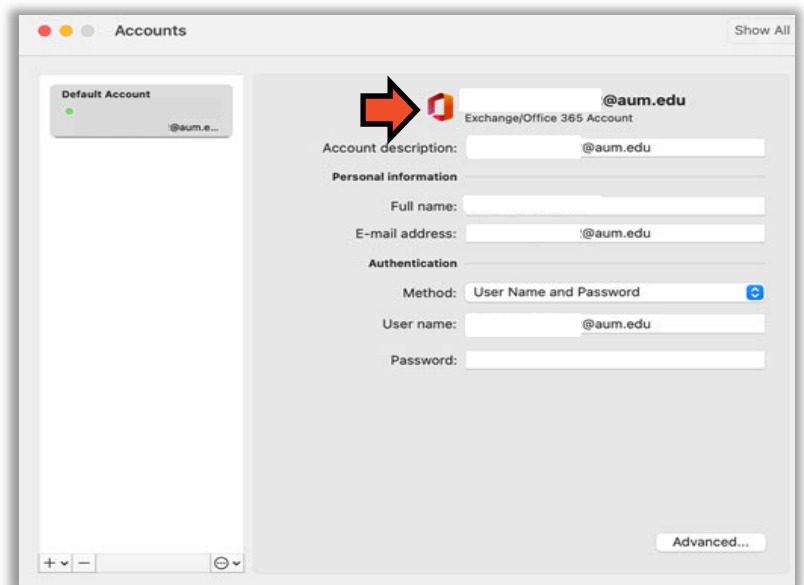 Accounts
Show All
Default Account
@aum.e...
@aum.edu
Exchange/Office 365 Account
Account description: @aum.edu
Personal information
Full name:
E-mail address: @aum.edu
Authentication
Method: User Name and Password
User name: @aum.edu
Password:
Advanced...